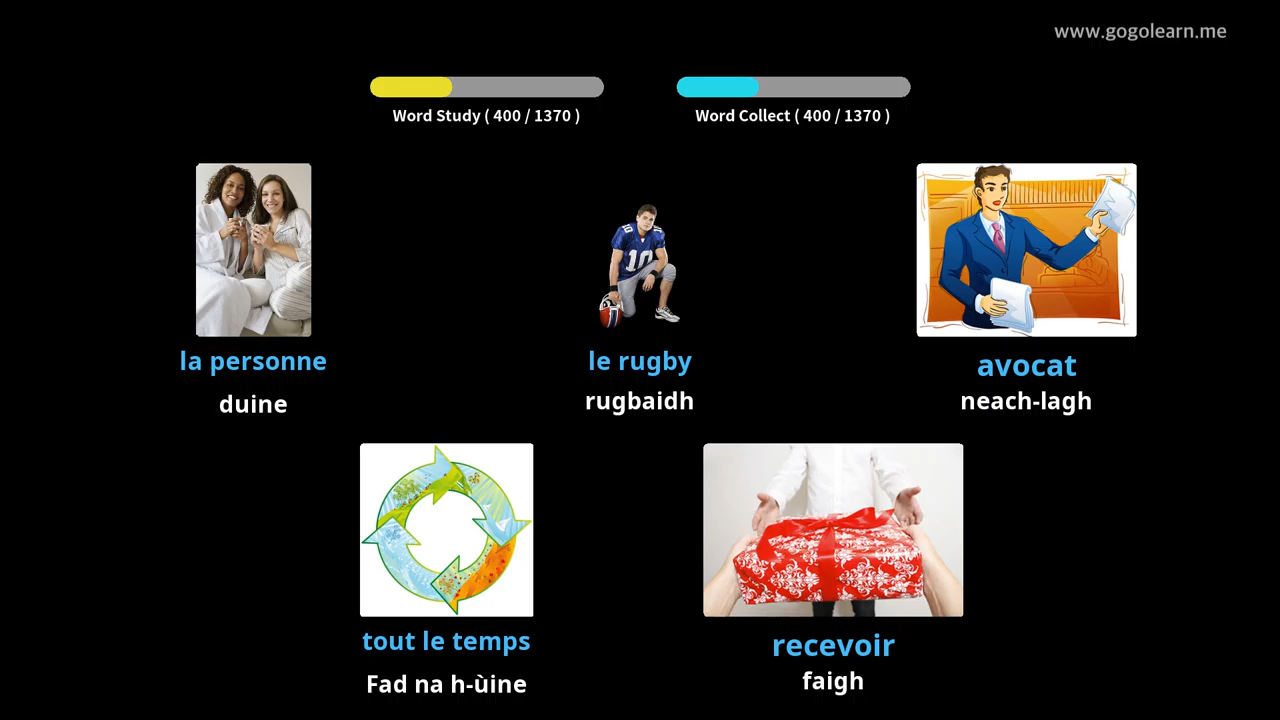 www.gogolearn.me
Word Study ( 400 / 1370 )
Word Collect ( 400 / 1370 )
la personne
duine
le rugby
rugbaidh
avocat
neach-lagh
tout le temps
Fad na h-ùine
recevoir
faigh